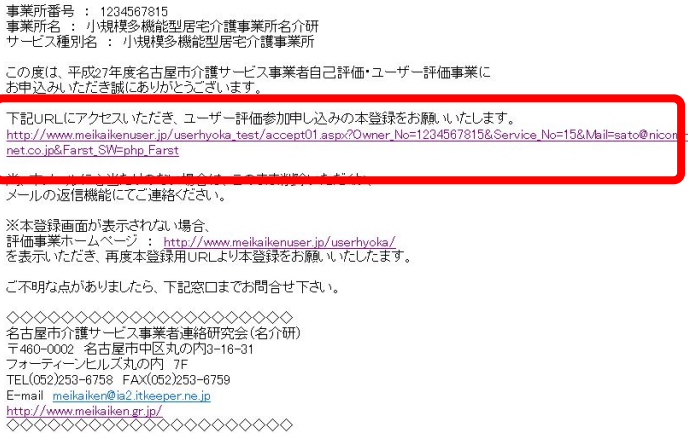 事業所番号 ： 1234567815
事業所名 ： 小規模多機能型居宅介護事業所名介研
サービス種別名 ： 小規模多機能型居宅介護事業所
この度は、平成27年度名古屋市介護サービス事業者自己評価・ユーザー評価事業に
お申込みいただき誠にありがとうございます。
下記URLにアクセスいただき、ユーザー評価参加申し込みの本登録をお願いいたします。
http://www.meikaikenuser.jp/userhyoka_test/accept01.aspx?Owner_No=1234567815&Service_No=15&Mail=sato@nicom-
net.co.jp&Farst_SW=php_Farst
メールの返信機能にてご連絡ください。
※本登録画面が表示されない場合、
評価事業ホームページ ： http://www.meikaikenuser.jp/userhyoka/
を表示いただき、再度本登録用URLより本登録をお願いいたしたます。
ご不明な点がありましたら、下記窓口までお問合せ下さい。
◇◇◇◇◇◇◇◇◇◇◇◇◇◇◇◇◇◇◇◇◇
名古屋市介護サービス事業者連絡研究会(名介研)
〒460-0002 名古屋市中区丸の内3-16-31
フォーティーンヒルズ丸の内 7F
TEL(052)253-6758 FAX(052)253-6759
E-mail meikaiken@ia2.itkeeper.ne.jp
http://www.meikaiken.gr.jp/
◇◇◇◇◇◇◇◇◇◇◇◇◇◇◇◇◇◇◇◇◇